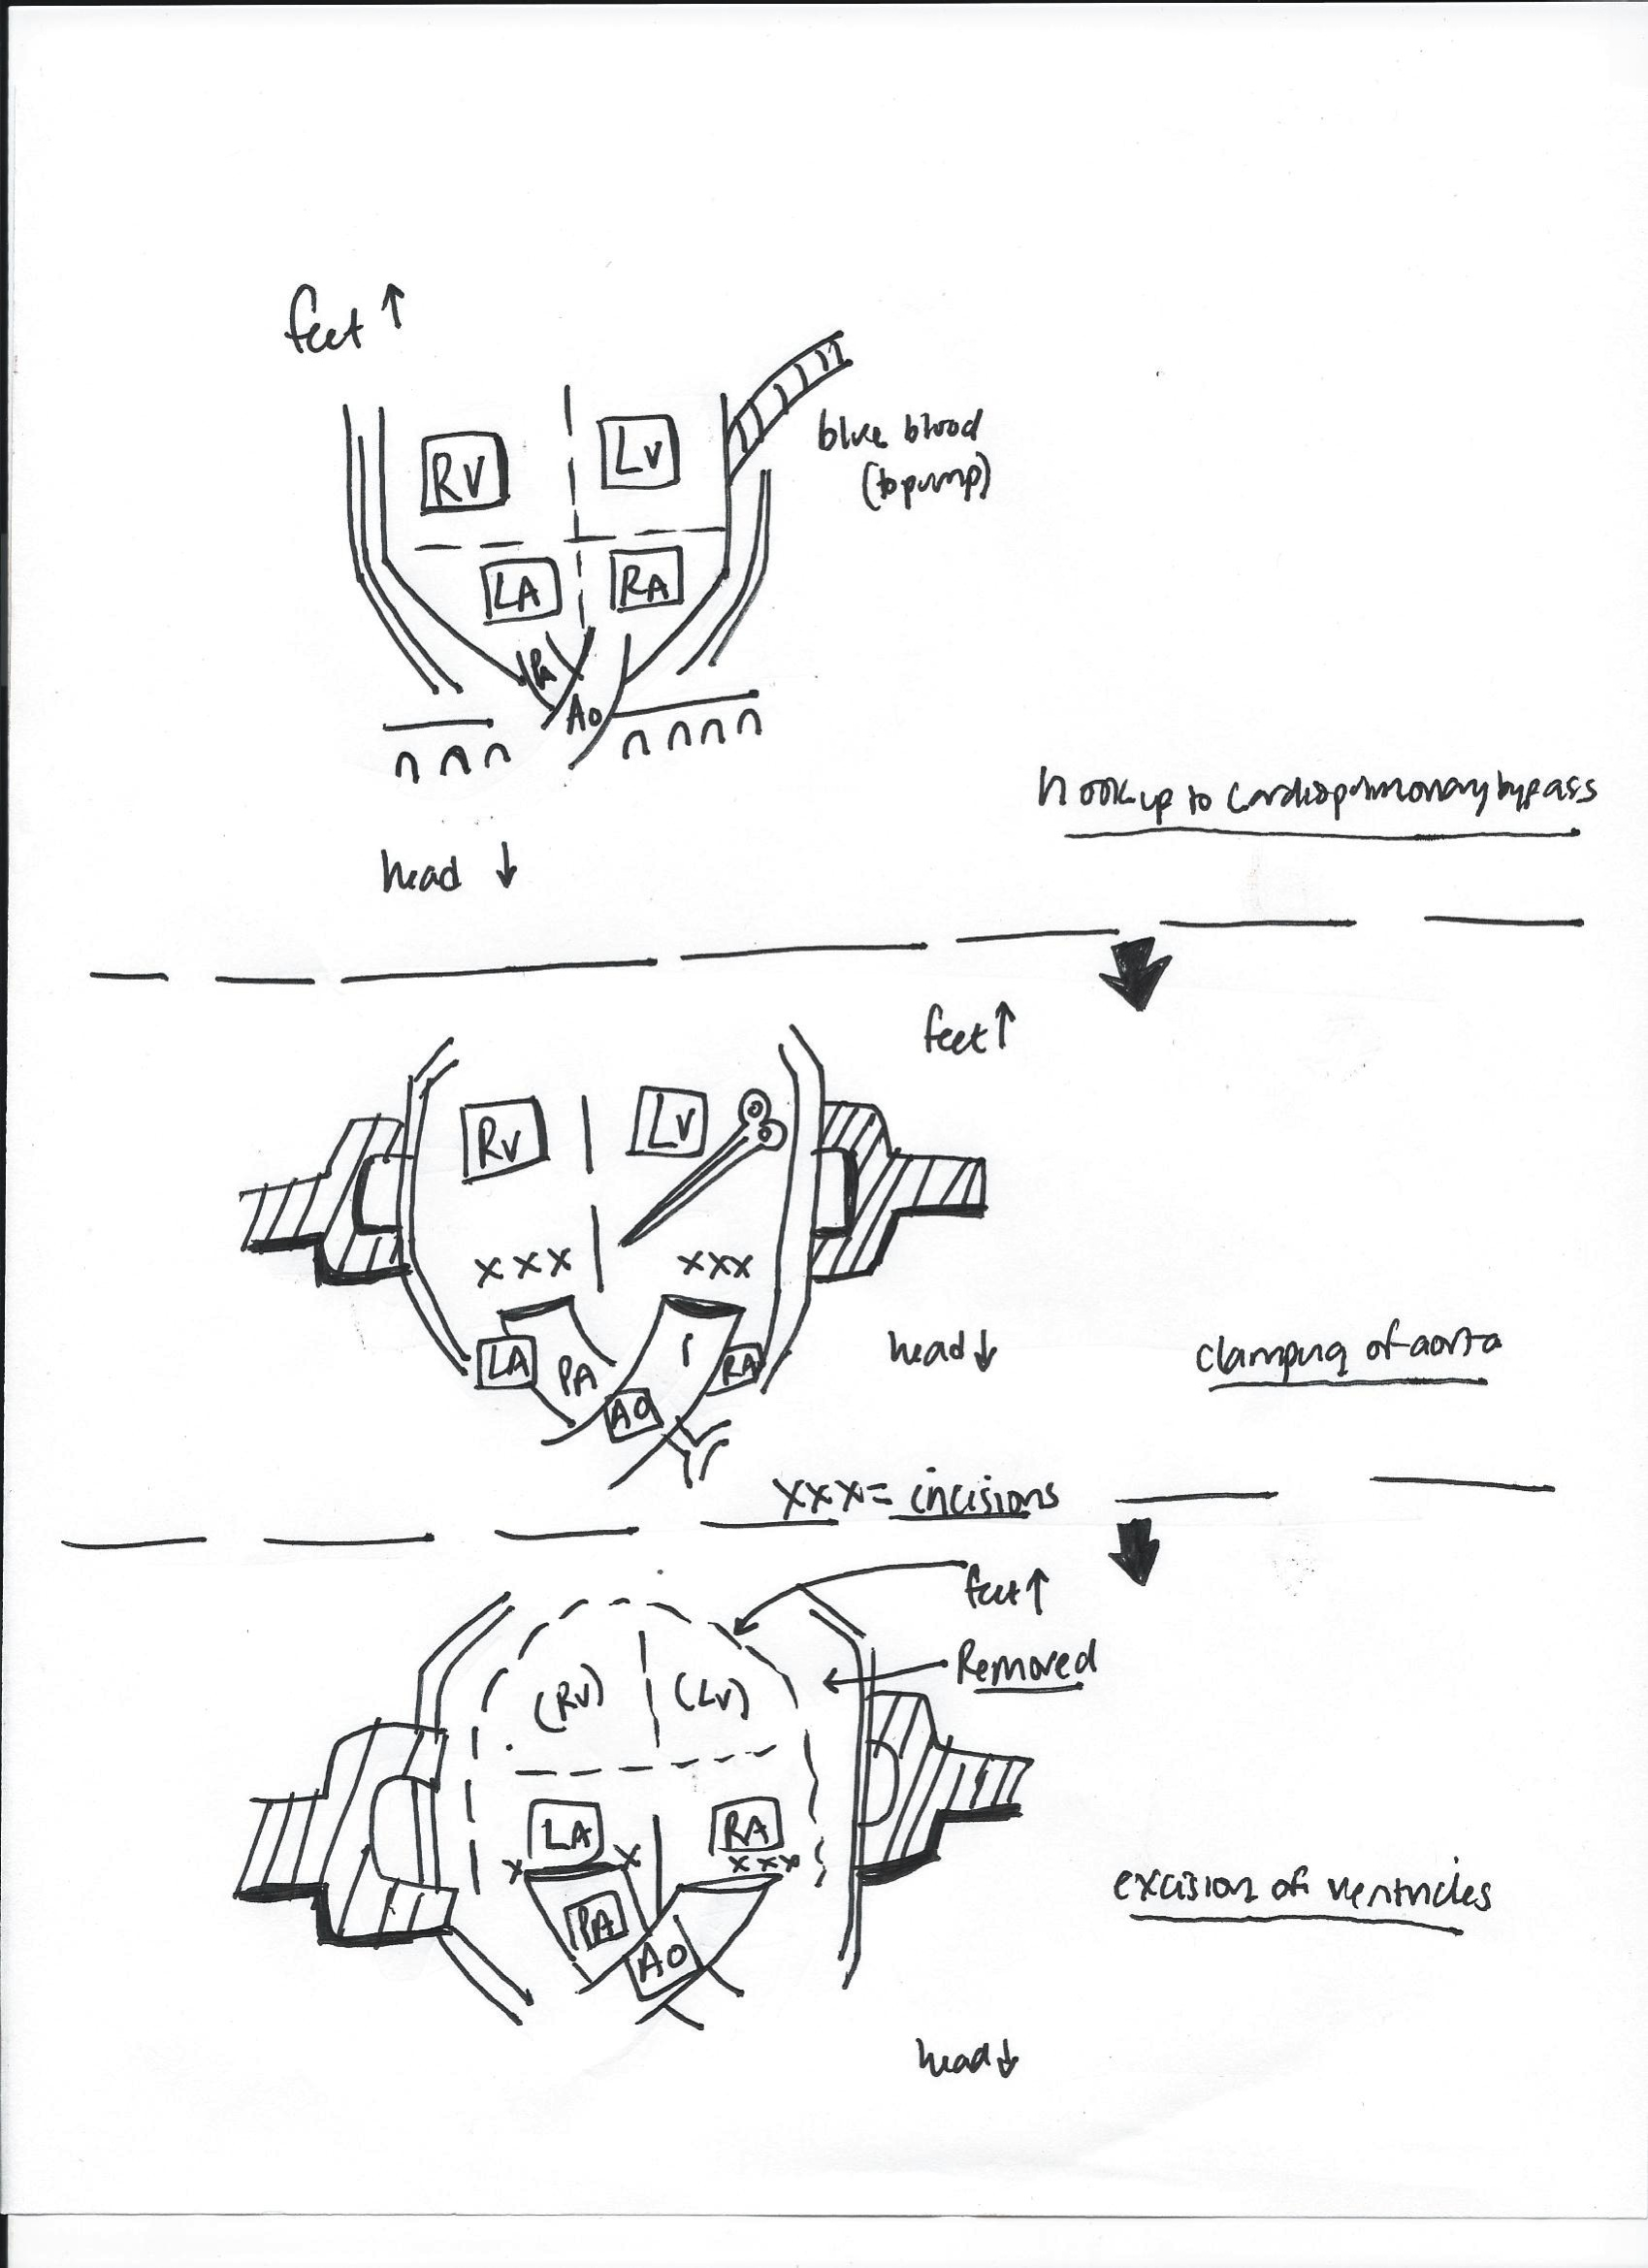 feet ↑
RV
LV
blue blood
(to pump)
LA
RA
PA
Ao
hook up to cardiopulmonary bypass
head ↓
feet ↑
RV
LV
xxx
xxx
LA
PA
RA
AO
head ↓
clamping of aorta
xxx = incisions
feet ↑
Removed
(RV)
(LV)
LA
RA
x
x
xxx
PA
AO
excision of ventricles
head ↓